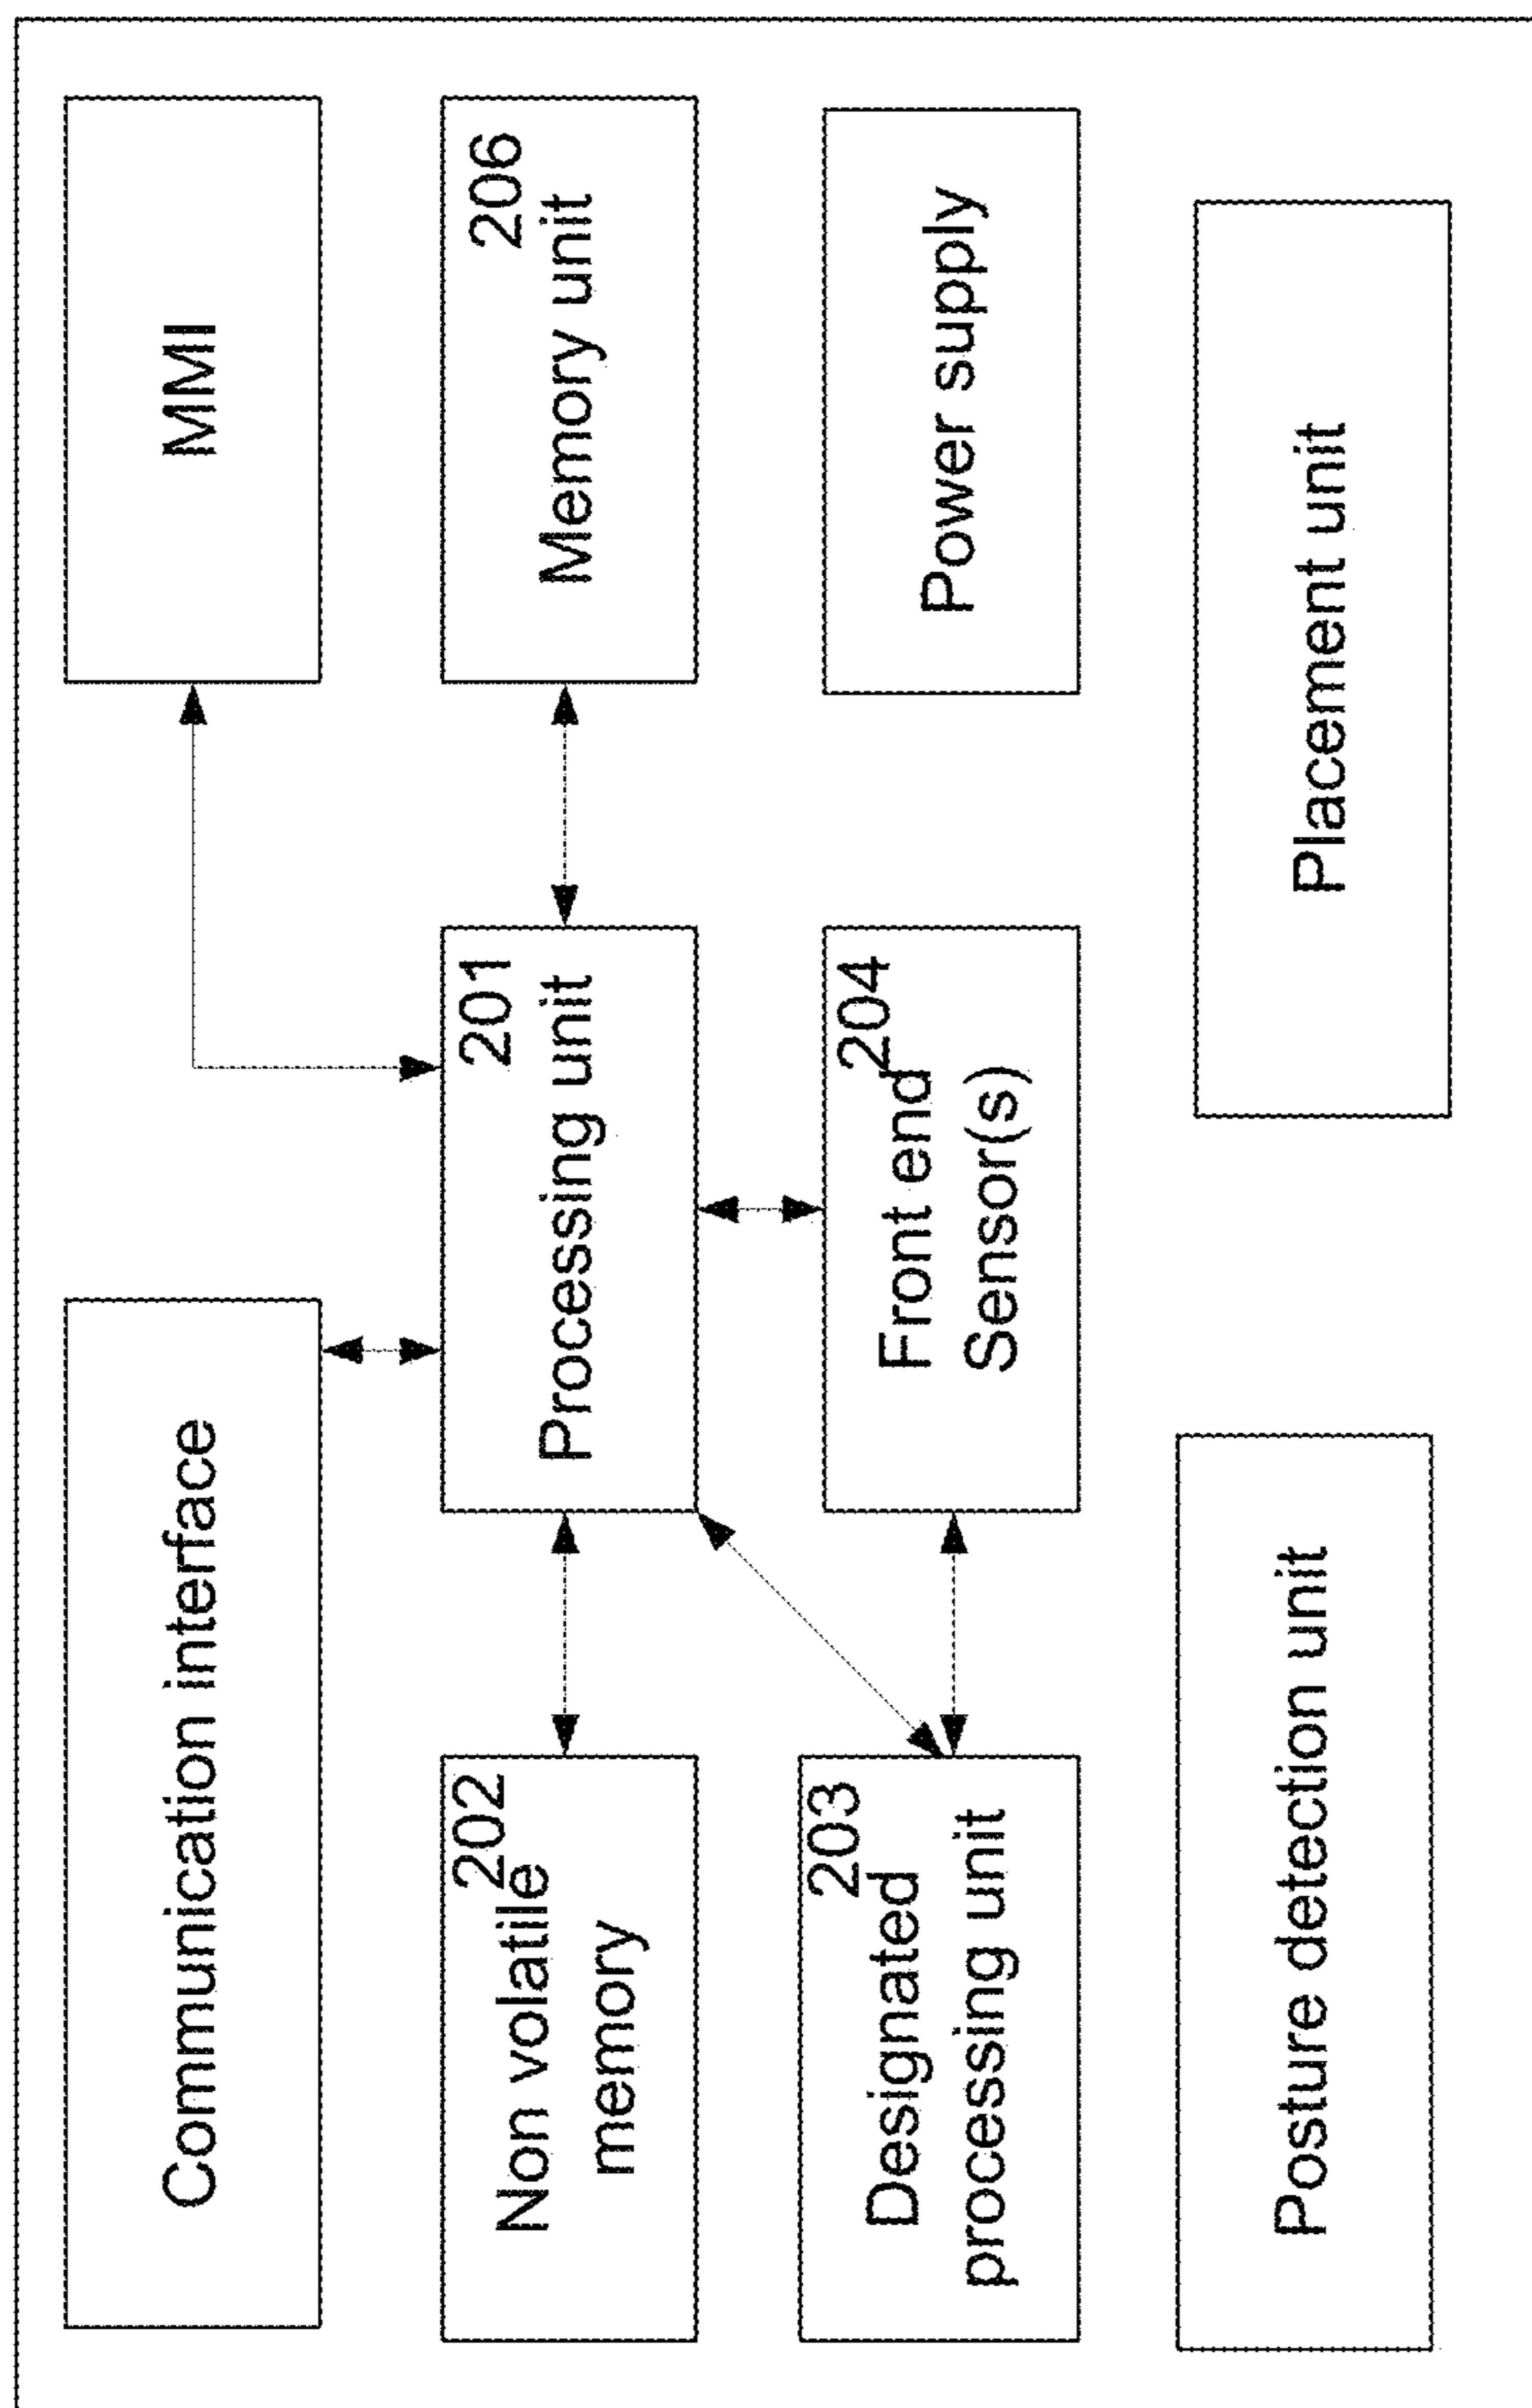 Communication interface
MMI
202
Non volatile
memory
201
Processing unit
206
Memory unit
203
Designated
processing unit
204
Front end
Sensor(s)
Power supply
Posture detection unit
Placement unit